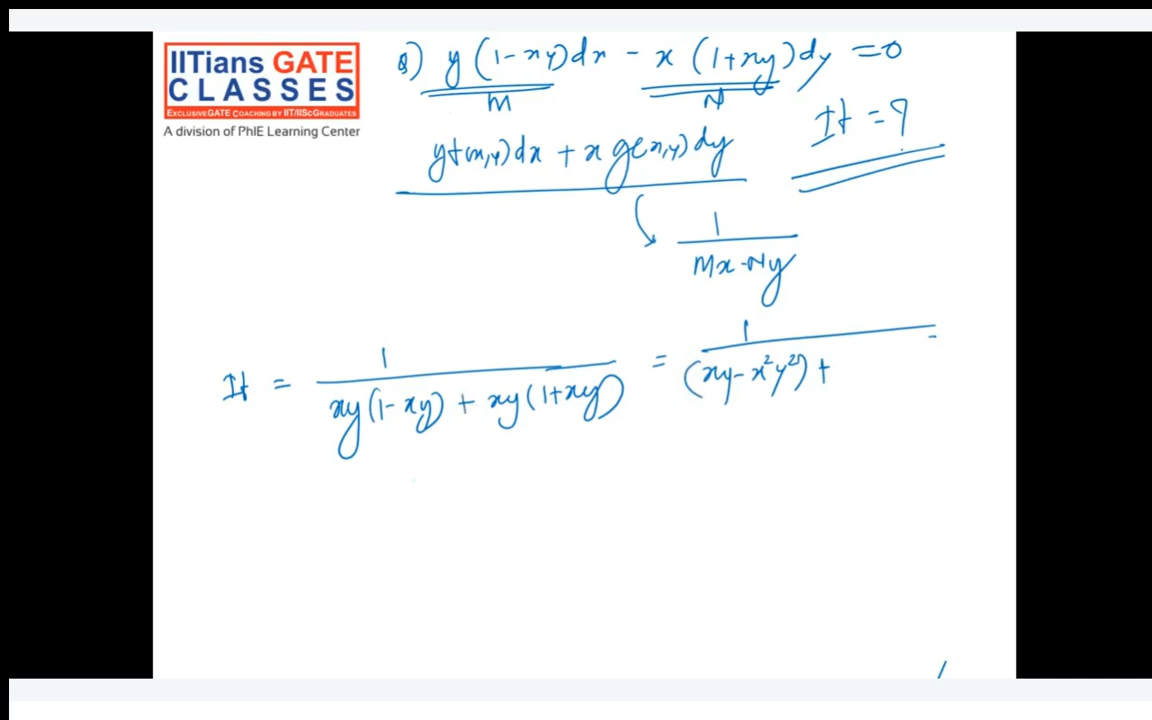 IITians GATE
CLASSES
EXCLUSIVE GATE COACHING BY IIT/IISC GRADUATES
A division of PhIE Learning Center
Q) y (1-xy)dx - x (1+xy)dy =0
M N
IF =?
yf(x,y)dx + x g(x,y)dy
1
Mx-Ny
IF = 1 / xy(1-xy) + xy(1+xy) = 1 / (xy-x²y²) +